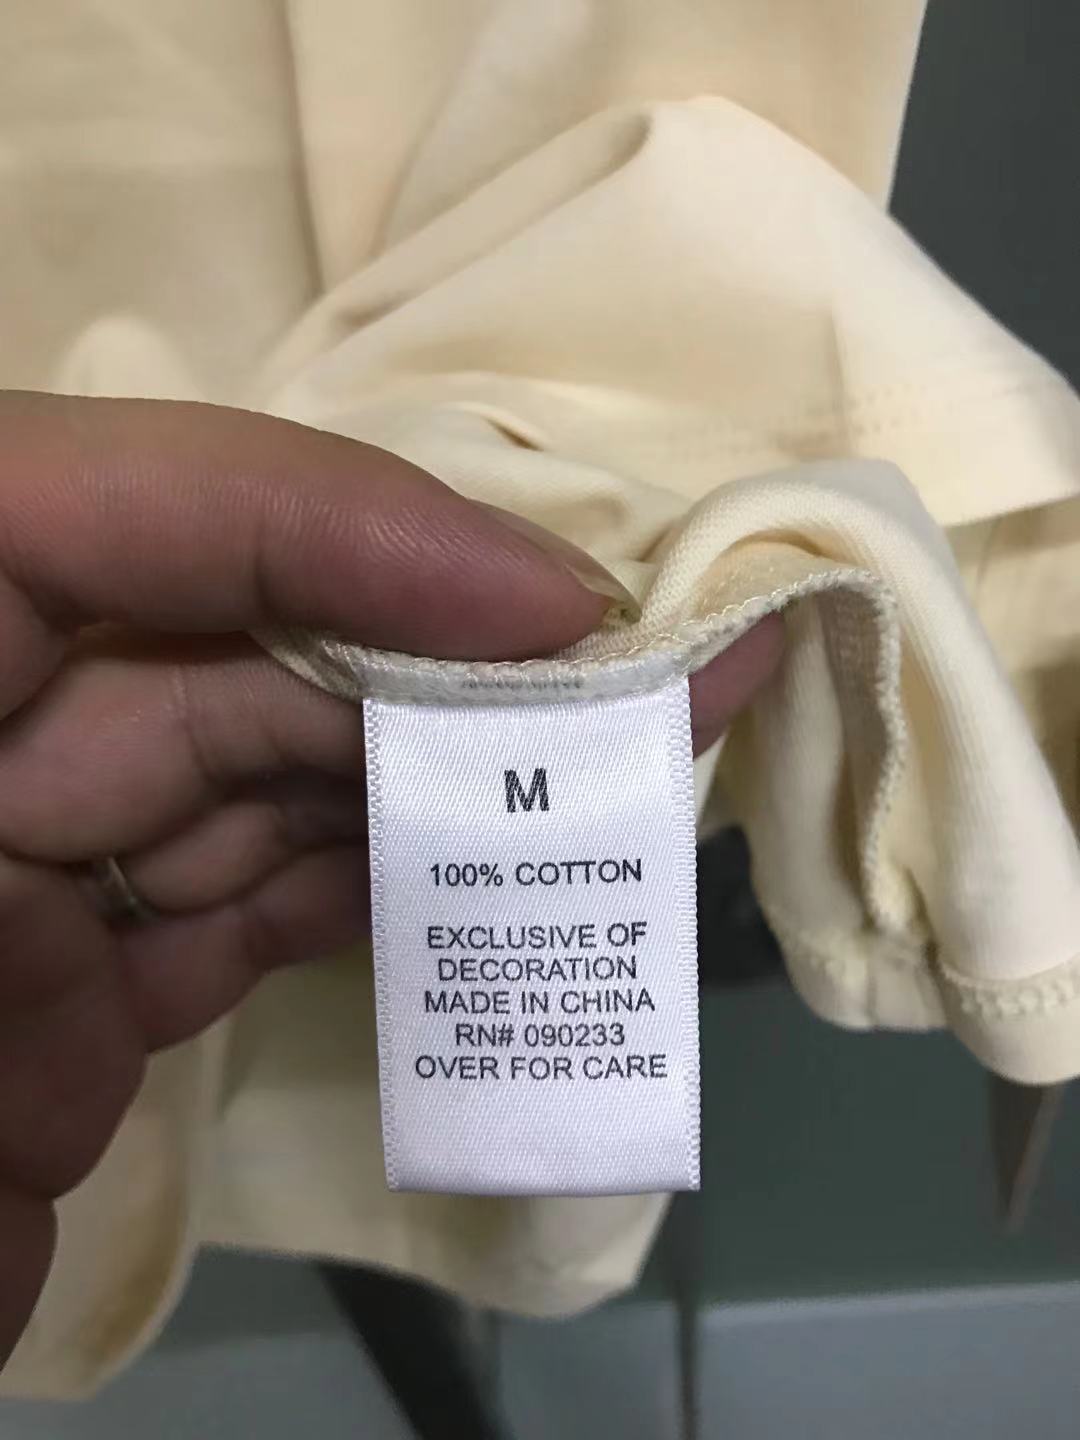 M
100% COTTON
EXCLUSIVE OF
DECORATION
MADE IN CHINA
RN# 090233
OVER FOR CARE